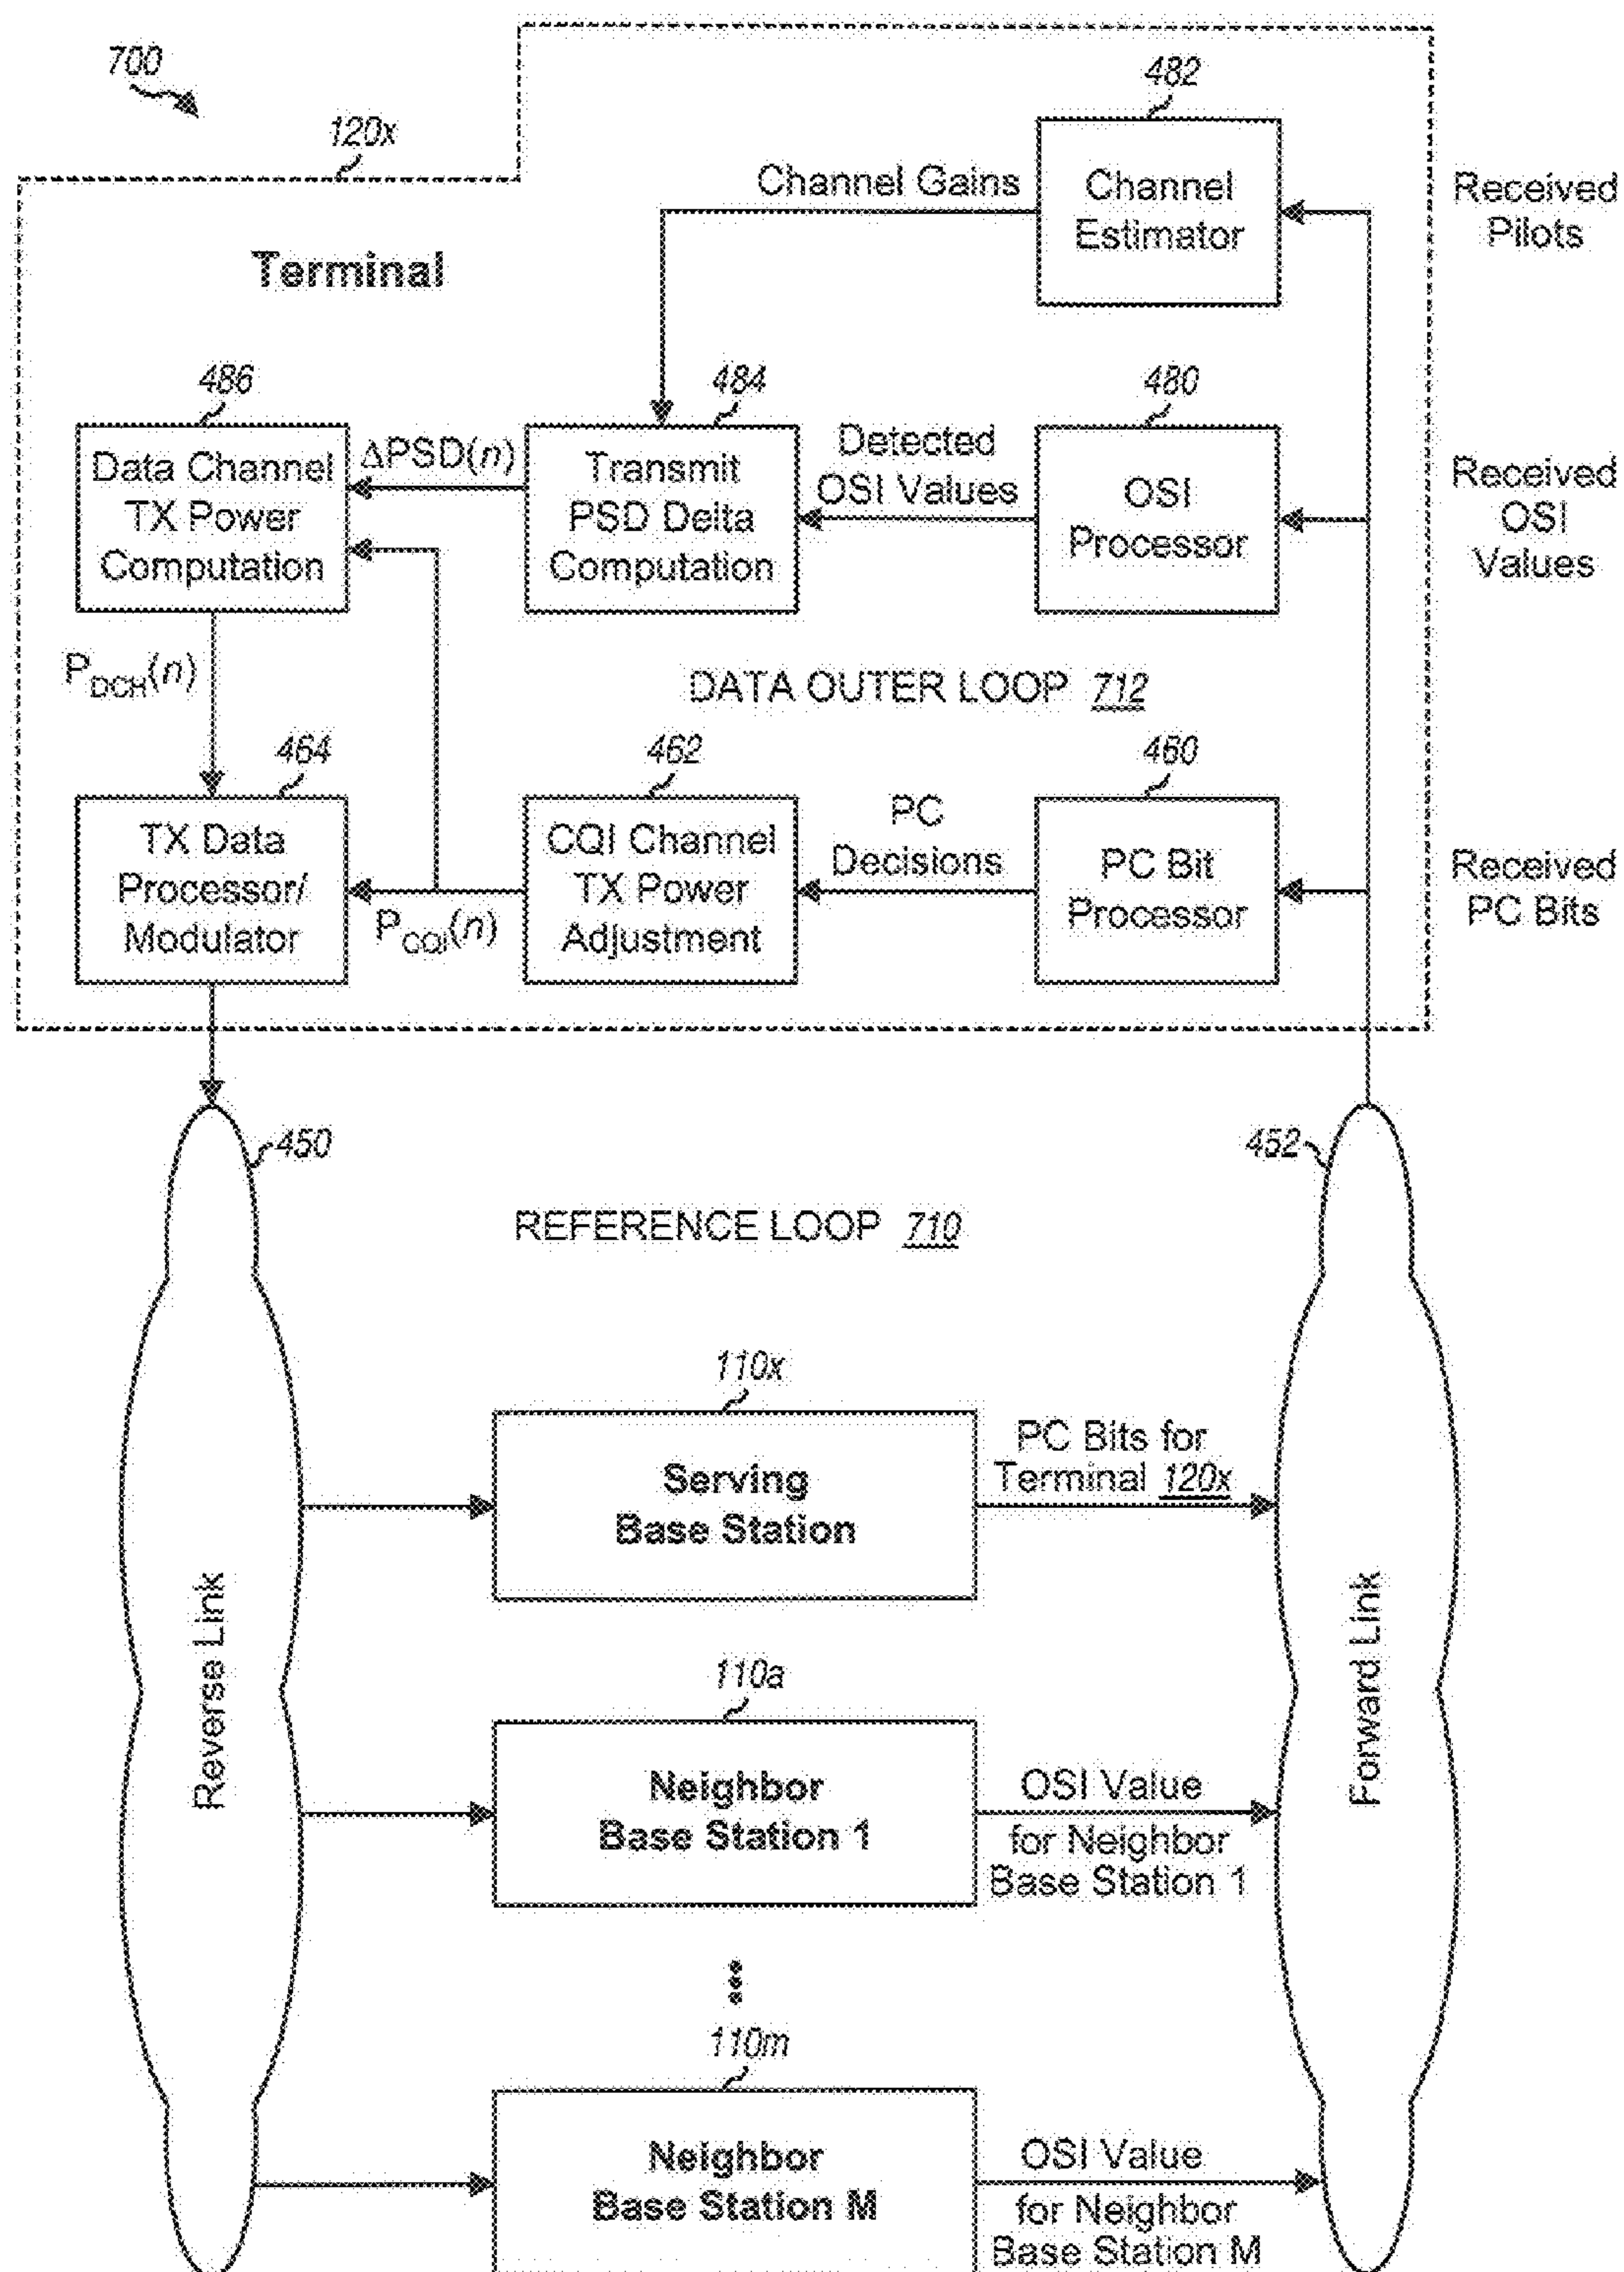 700
120x
482
Channel Gains
Channel
Estimator
Received
Pilots
Terminal
486
484
480
Data Channel
TX Power
Computation
ΔPSD(n)
Transmit
PSD Delta
Computation
Detected
OSI Values
OSI
Processor
Received
OSI
Values
P_DCH(n)
DATA OUTER LOOP 712
464
462
460
TX Data
Processor/
Modulator
P_CQI(n)
CQI Channel
TX Power
Adjustment
PC
Decisions
PC Bit
Processor
Received
PC Bits
450
452
REFERENCE LOOP 710
110x
Serving
Base Station
PC Bits for
Terminal 120x
Reverse Link
Forward Link
110a
Neighbor
Base Station 1
OSI Value
for Neighbor
Base Station 1
110m
Neighbor
Base Station M
OSI Value
for Neighbor
Base Station M